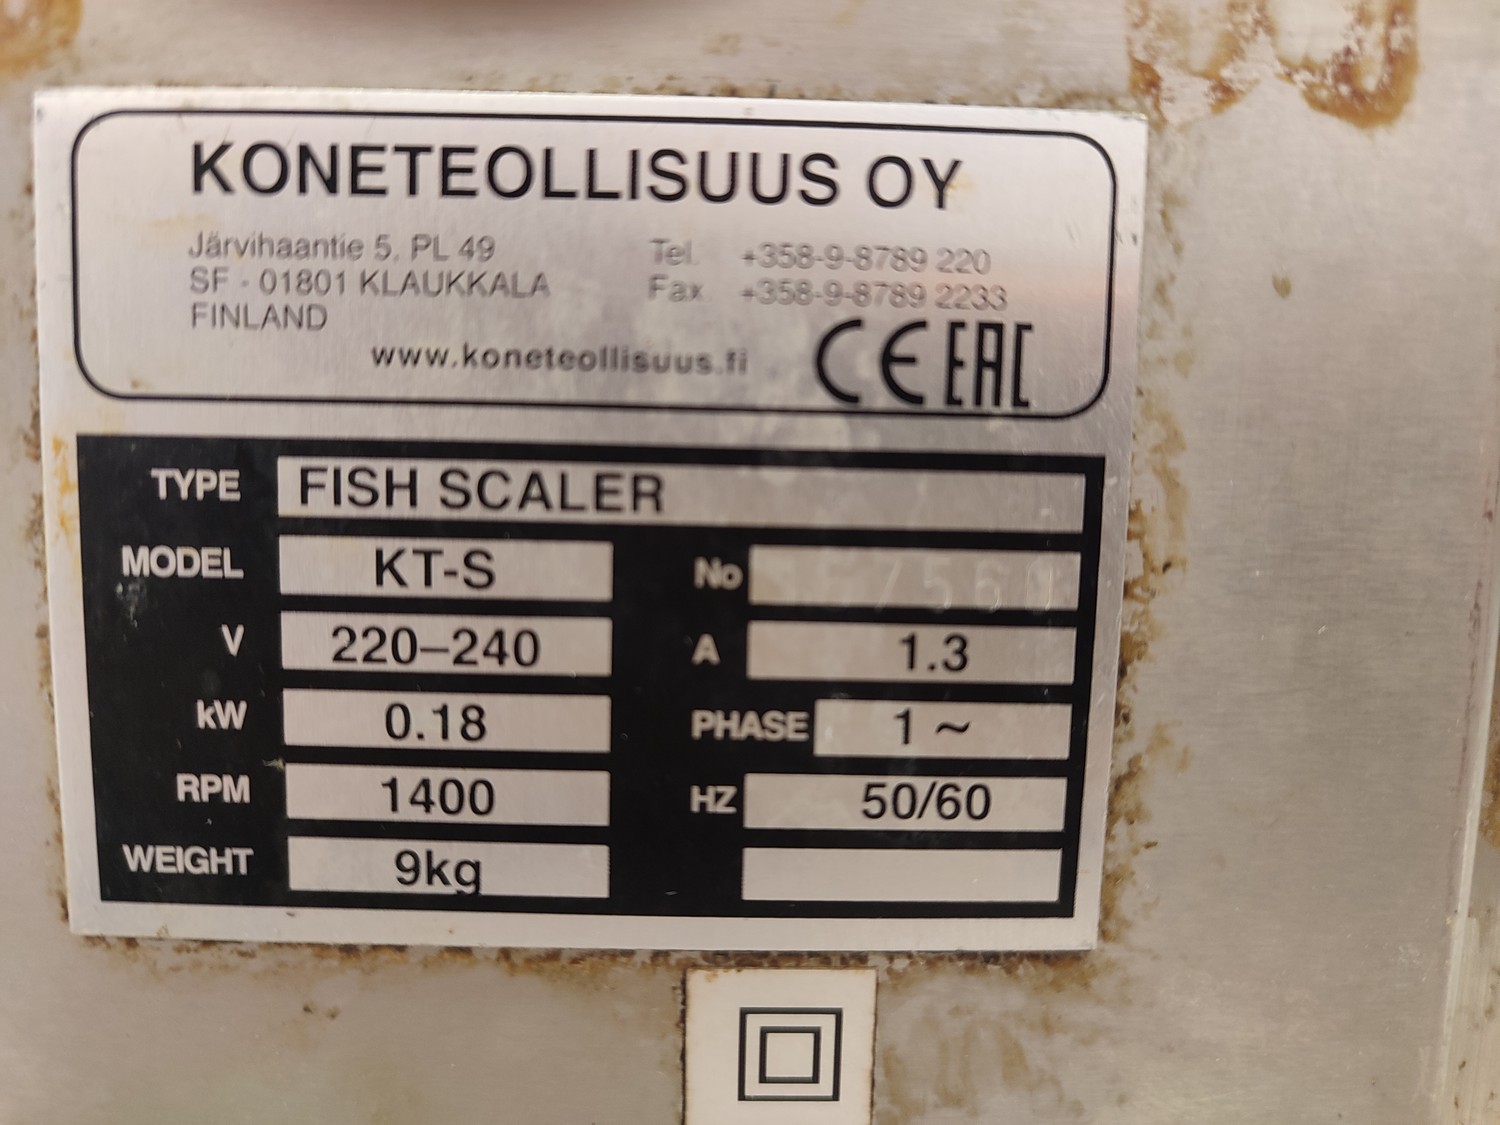 KONETEOLLISUUS OY
Järvihaantie 5, PL 49
SF - 01801 KLAUKKALA
FINLAND
Tel. +358-9-8789 220
Fax +358-9-8789 2233
www.koneteollisuus.fi
CE EAC
TYPE FISH SCALER
MODEL KT-S No
V 220–240 A 1.3
kW 0.18 PHASE 1 ~
RPM 1400 HZ 50/60
WEIGHT 9kg